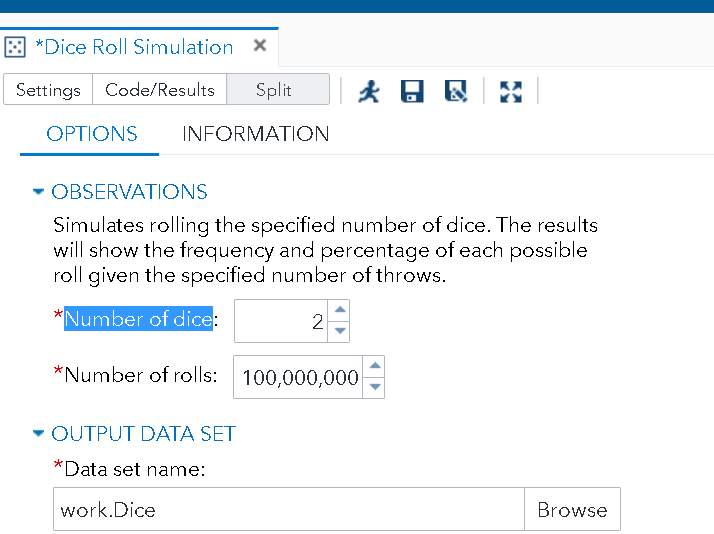 *Dice Roll Simulation
Settings Code/Results Split
OPTIONS INFORMATION
OBSERVATIONS
Simulates rolling the specified number of dice. The results
will show the frequency and percentage of each possible
roll given the specified number of throws.
*Number of dice: 2
*Number of rolls: 100,000,000
OUTPUT DATA SET
*Data set name:
work.Dice Browse